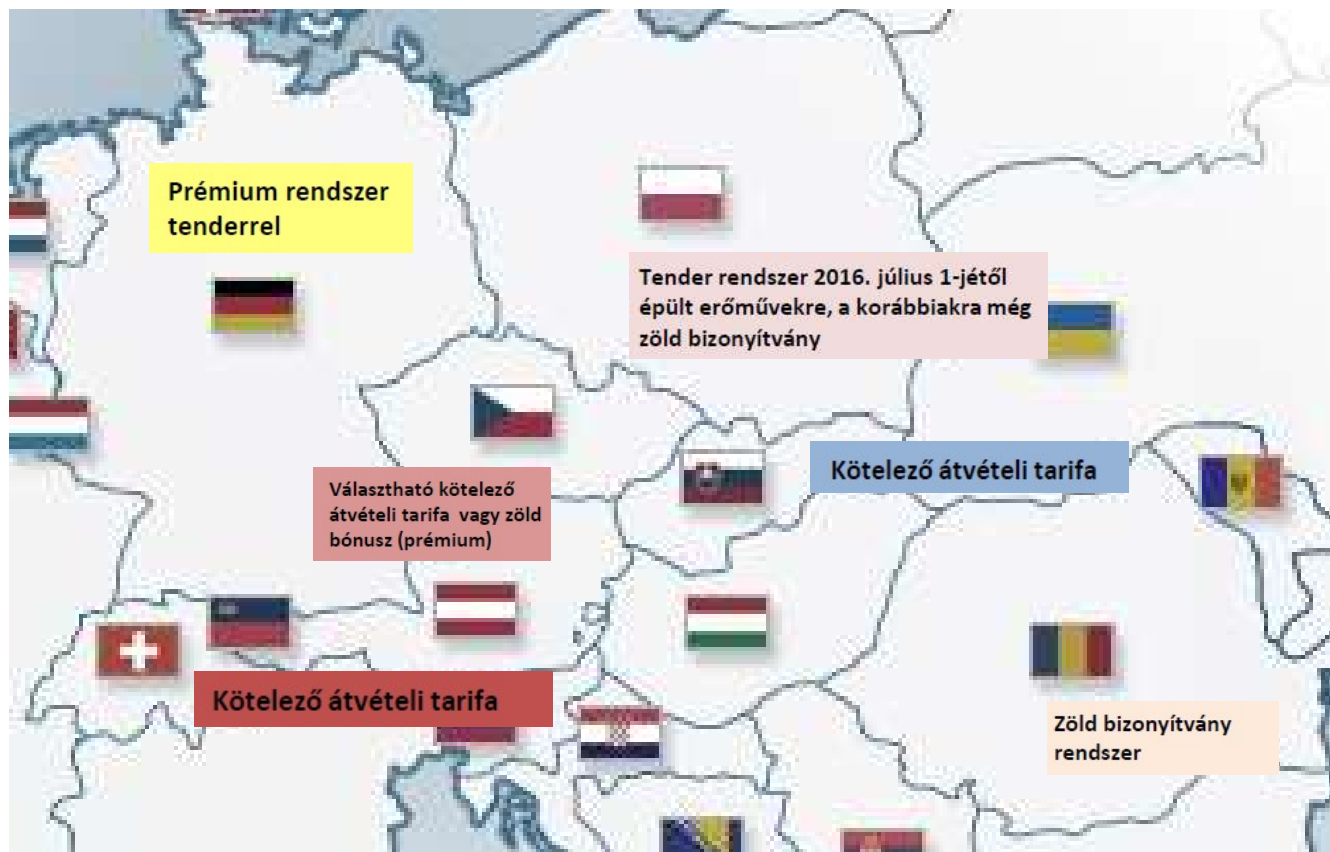 Prémium rendszer
tenderrel
Tender rendszer 2016. július 1-jétől
épült erőművekre, a korábbiakra még
zöld bizonyítvány
Kötelező átvételi tarifa
Választható kötelező
átvételi tarifa vagy zöld
bónusz (prémium)
Kötelező átvételi tarifa
Zöld bizonyítvány
rendszer